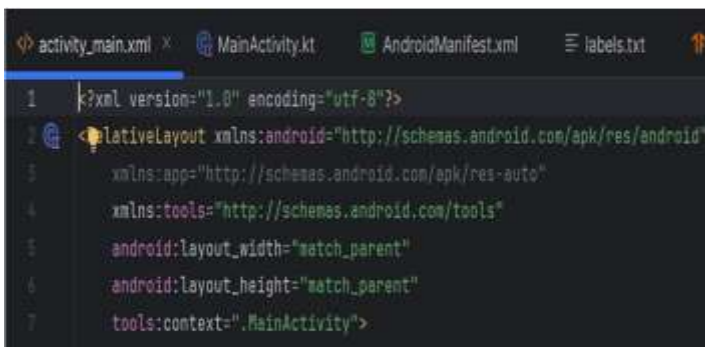 activity_main.xml × MainActivity.kt AndroidManifest.xml labels.txt
1 <?xml version="1.0" encoding="utf-8"?>
2 <lativeLayout xmlns:android="http://schemas.android.com/apk/res/android"
3 xmlns:app="http://schemas.android.com/apk/res-auto"
4 xmlns:tools="http://schemas.android.com/tools"
5 android:layout_width="match_parent"
6 android:layout_height="match_parent"
7 tools:context=".MainActivity">